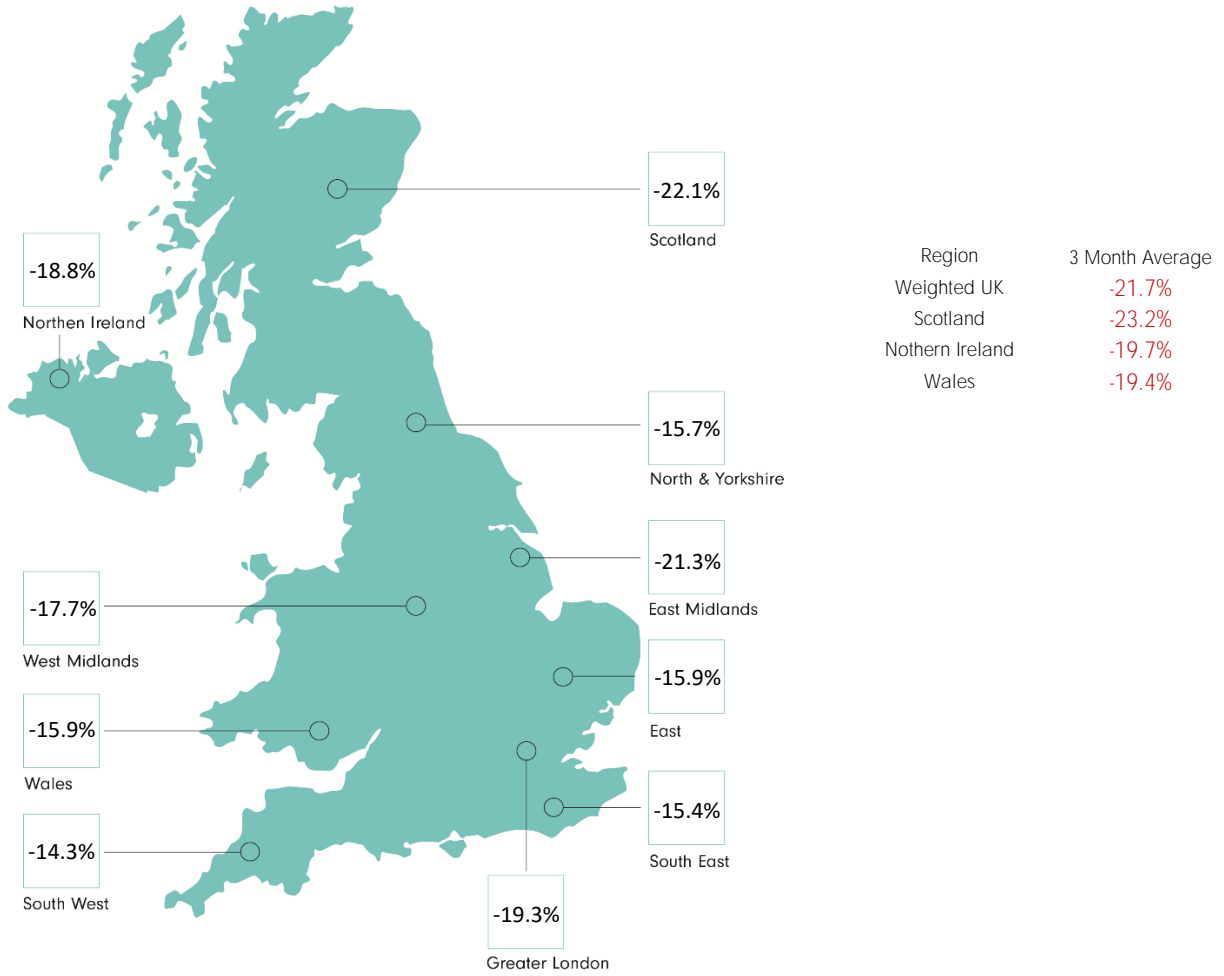 -22.1%
Scotland
-18.8%
Northen Ireland
-15.7%
North & Yorkshire
-21.3%
East Midlands
-17.7%
West Midlands
-15.9%
East
-15.9%
Wales
-15.4%
South East
-14.3%
South West
-19.3%
Greater London
Region 3 Month Average
Weighted UK -21.7%
Scotland -23.2%
Nothern Ireland -19.7%
Wales -19.4%